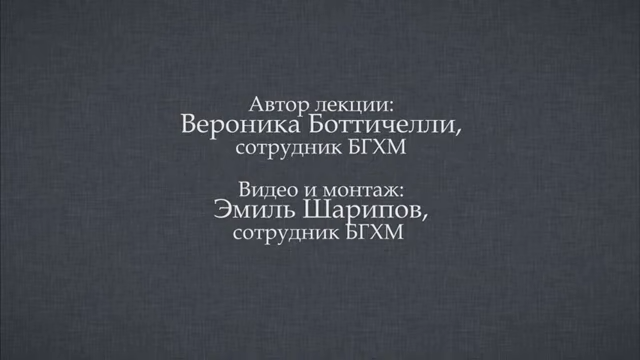 Автор лекции:
Вероника Боттичелли,
сотрудник БГХМ
Видео и монтаж:
Эмиль Шарипов,
сотрудник БГХМ